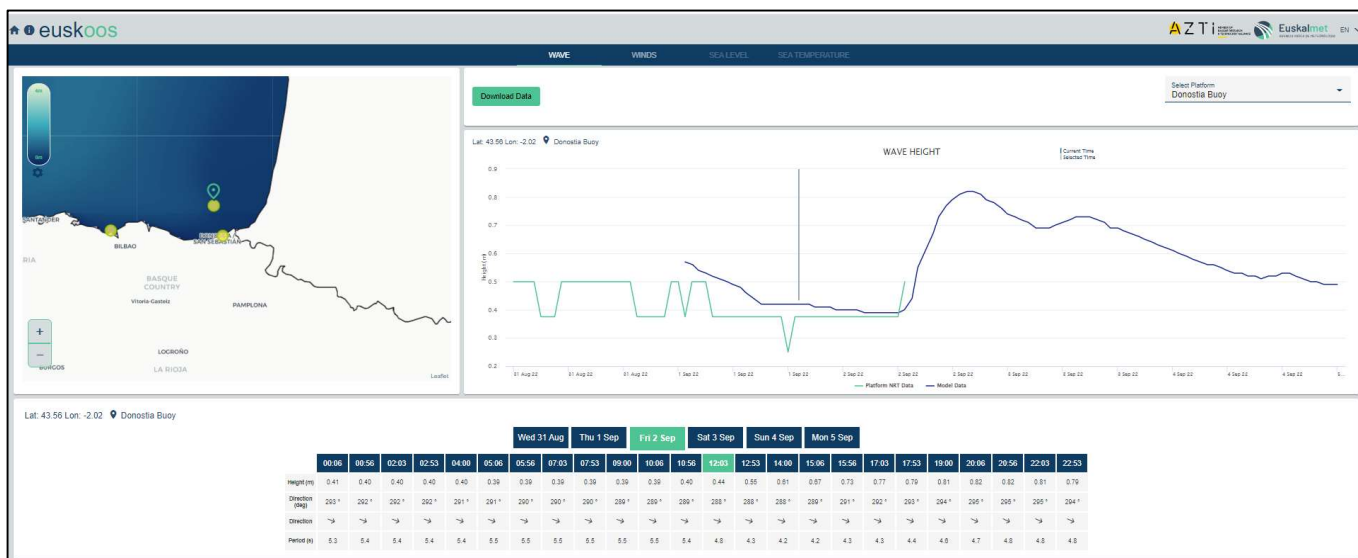 euskoos
AZTi Euskalmet EN
WAVE WINDS SEA LEVEL SEA TEMPERATURE
Download Data
Select Platform
Donostia Buoy
Lat: 43.56 Lon: -2.02 Donostia Buoy
WAVE HEIGHT
Current Time
Selected Time
0.9
0.8
0.7
0.6
0.5
0.4
0.3
0.2
Height (m)
31 Aug 22 31 Aug 22 31 Aug 22 1 Sep 22 1 Sep 22 1 Sep 22 2 Sep 22 2 Sep 22 2 Sep 22 3 Sep 22 3 Sep 22 3 Sep 22 4 Sep 22 4 Sep 22 4 Sep 22 5...
Platform NRT Data Model Data
SANTANDER
BILBAO
SAN SEBASTIÁN
RIA
BASQUE
COUNTRY
Vitoria-Gasteiz
PAMPLONA
+
−
LOGROÑO
BURGOS
LA RIOJA
Leaflet
Lat: 43.56 Lon: -2.02 Donostia Buoy
Wed 31 Aug Thu 1 Sep Fri 2 Sep Sat 3 Sep Sun 4 Sep Mon 5 Sep
00:06 00:56 02:03 02:53 04:00 05:06 05:56 07:03 07:53 09:00 10:06 10:56 12:03 12:53 14:00 15:06 15:56 17:03 17:53 19:00 20:06 20:56 22:03 22:53
Height (m) 0.41 0.40 0.40 0.40 0.40 0.39 0.39 0.39 0.39 0.39 0.39 0.40 0.44 0.55 0.61 0.67 0.73 0.77 0.79 0.81 0.82 0.82 0.81 0.79
Direction (deg) 293 ° 292 ° 292 ° 292 ° 291 ° 291 ° 290 ° 290 ° 290 ° 289 ° 289 ° 289 ° 288 ° 288 ° 288 ° 289 ° 291 ° 292 ° 293 ° 294 ° 295 ° 295 ° 295 ° 294 °
Direction
Period (s) 5.3 5.4 5.4 5.4 5.4 5.5 5.5 5.5 5.5 5.5 5.5 5.4 4.8 4.3 4.2 4.2 4.3 4.3 4.4 4.6 4.7 4.8 4.8 4.8